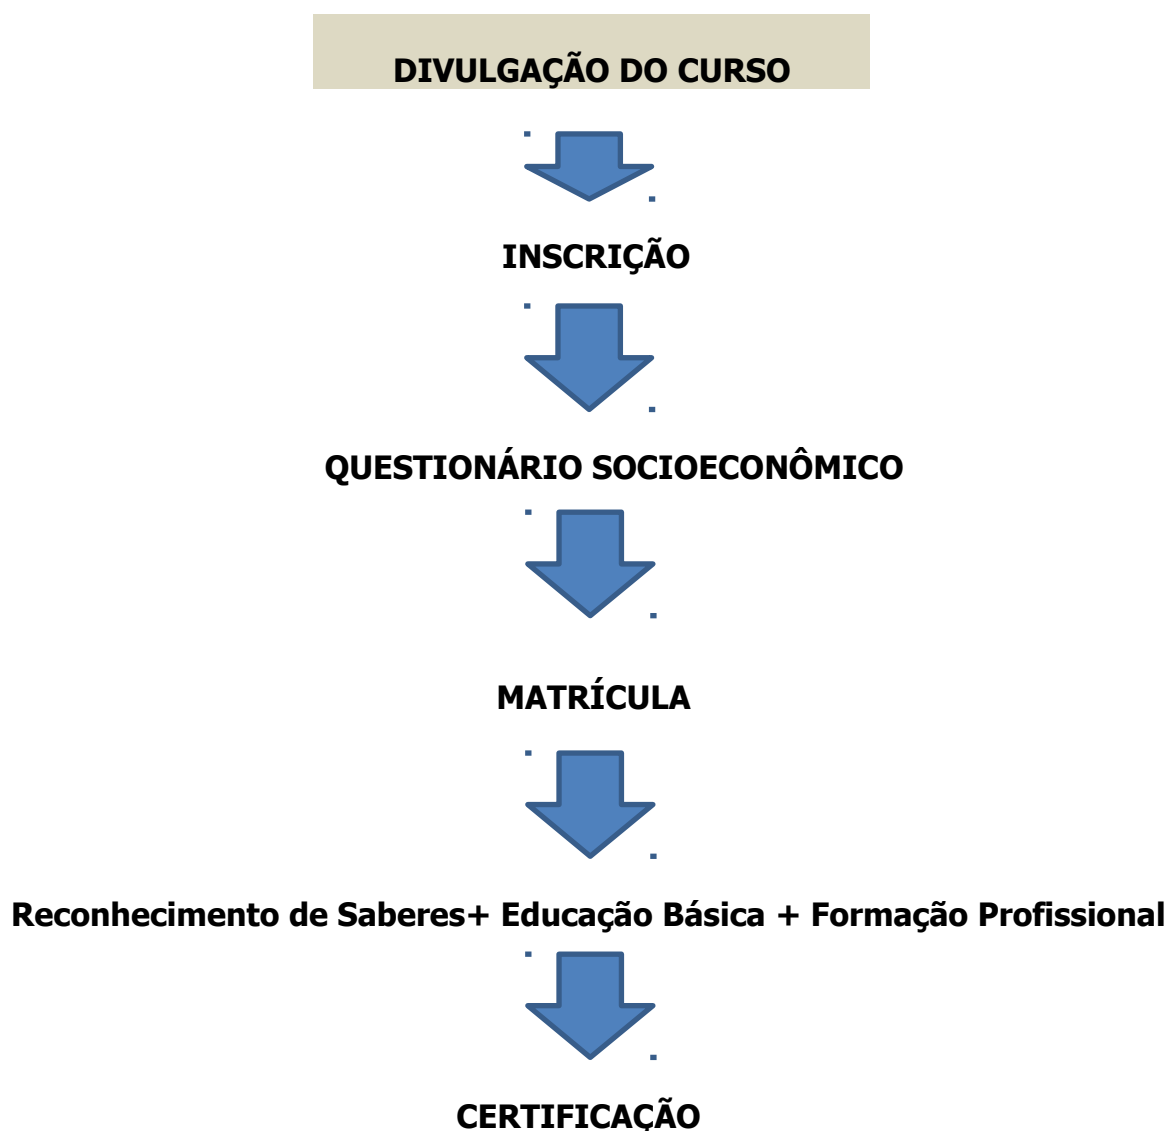 DIVULGAÇÃO DO CURSO
INSCRIÇÃO
QUESTIONÁRIO SOCIOECONÔMICO
MATRÍCULA
Reconhecimento de Saberes+ Educação Básica + Formação Profissional
CERTIFICAÇÃO